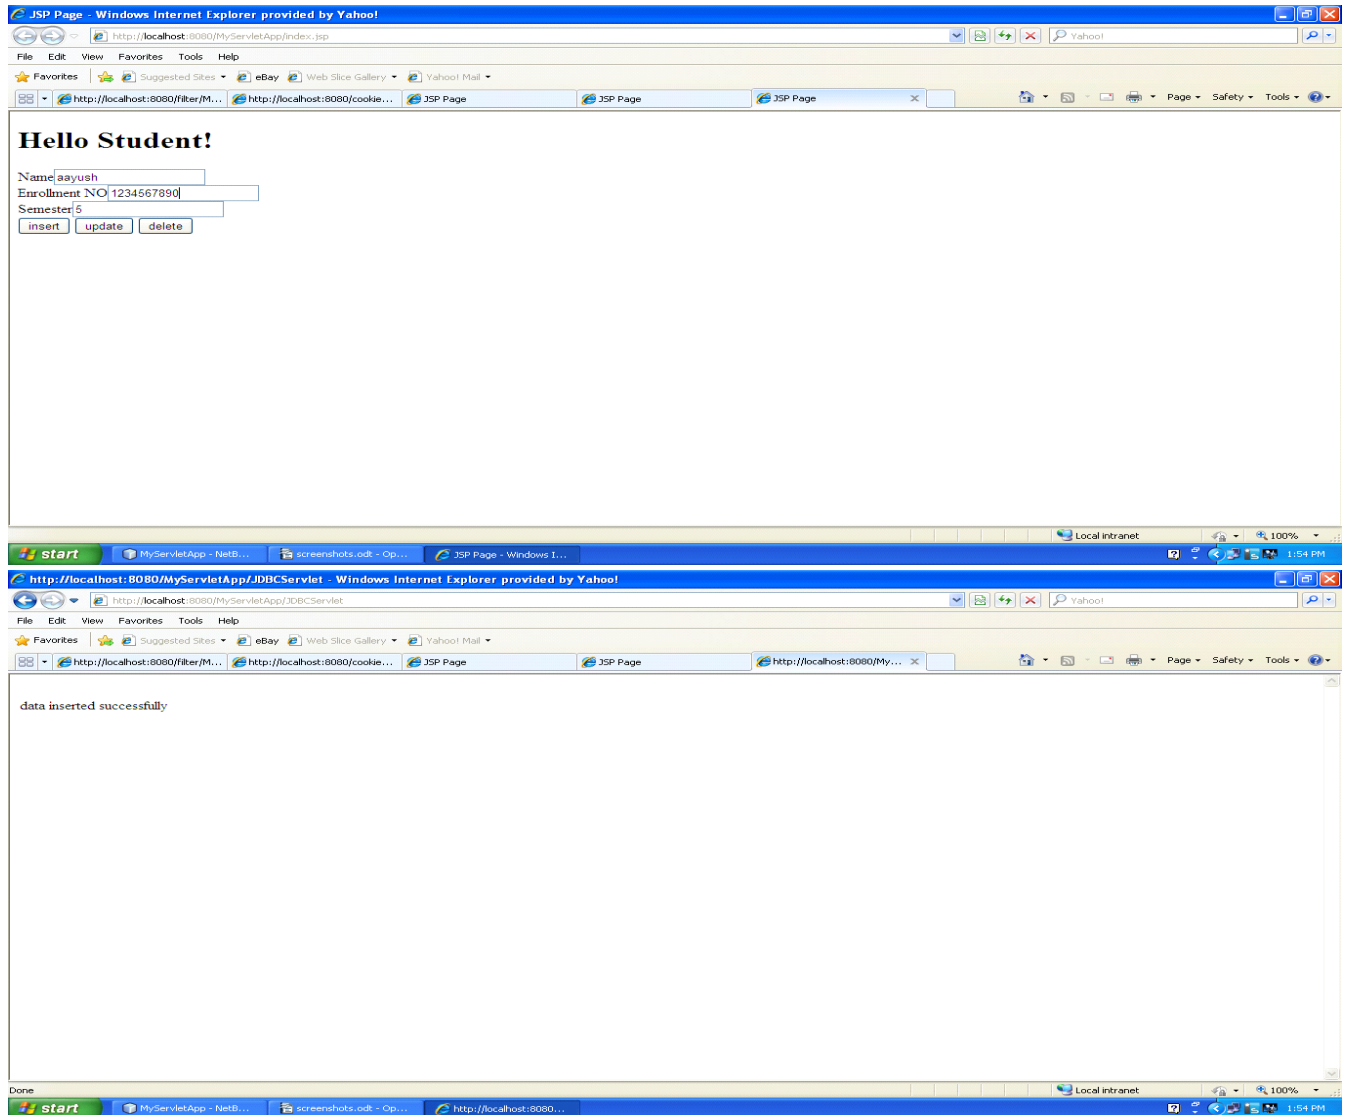 JSP Page - Windows Internet Explorer provided by Yahoo!
http://localhost:8080/MyServletApp/index.jsp
Yahoo!
File Edit View Favorites Tools Help
Favorites Suggested Sites eBay Web Slice Gallery Yahoo! Mail
http://localhost:8080/filter/M... http://localhost:8080/cookie... JSP Page JSP Page JSP Page Page Safety Tools
Hello Student!
Name aayush
Enrollment NO 1234567890
Semester 5
insert update delete
Local intranet 100%
start MyServletApp - NetB... screenshots.odt - Op... JSP Page - Windows I... 1:54 PM
http://localhost:8080/MyServletApp/JDBCServlet - Windows Internet Explorer provided by Yahoo!
http://localhost:8080/MyServletApp/JDBCServlet
Yahoo!
File Edit View Favorites Tools Help
Favorites Suggested Sites eBay Web Slice Gallery Yahoo! Mail
http://localhost:8080/filter/M... http://localhost:8080/cookie... JSP Page JSP Page http://localhost:8080/My... Page Safety Tools
data inserted successfully
Done Local intranet 100%
start MyServletApp - NetB... screenshots.odt - Op... http://localhost:8080... 1:54 PM